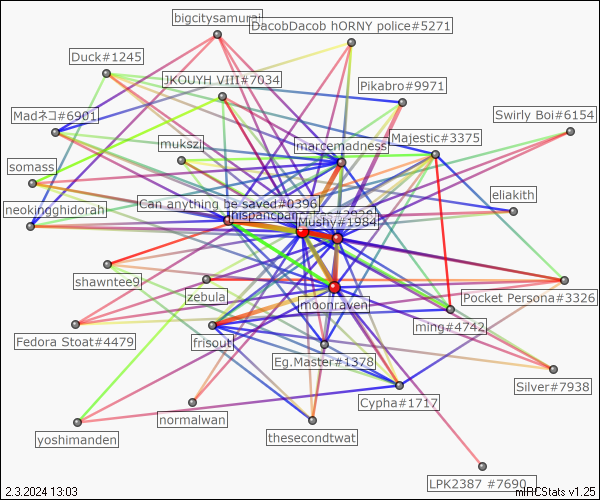 bigcitysamurai
DacobDacob hORNY police#5271
Duck#1245
JKOUYH VIII#7034
Pikabro#9971
Madネコ#6901
Swirly Boi#6154
mukszi
marcemadness
Majestic#3375
somass
eliakith
Can anything be saved#0396
neokingghidorah
Mushy#1984
shawntee9
zebula
moonraven
Pocket Persona#3326
ming#4742
Fedora Stoat#4479
frisout
Eg.Master#1378
Silver#7938
Cypha#1717
normalwan
thesecondtwat
yoshimanden
LPK2387 #7690
2.3.2024 13:03
mIRCStats v1.25